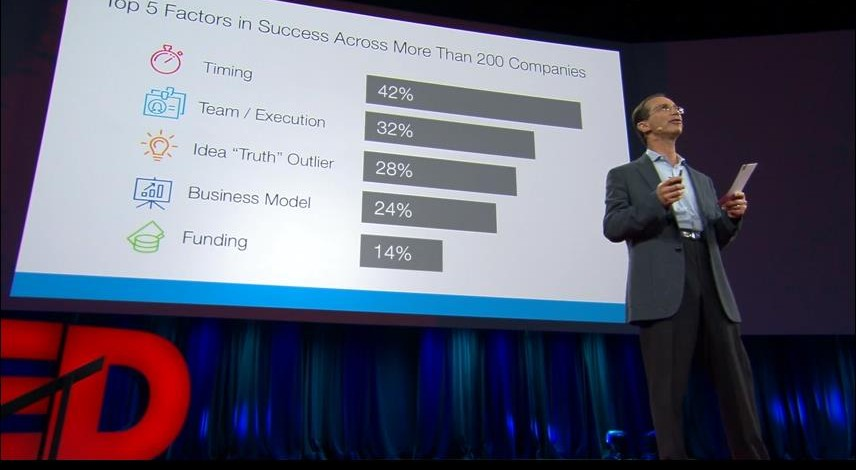 Top 5 Factors in Success Across More Than 200 Companies
Timing 42%
Team / Execution 32%
Idea “Truth” Outlier 28%
Business Model 24%
Funding 14%
ED